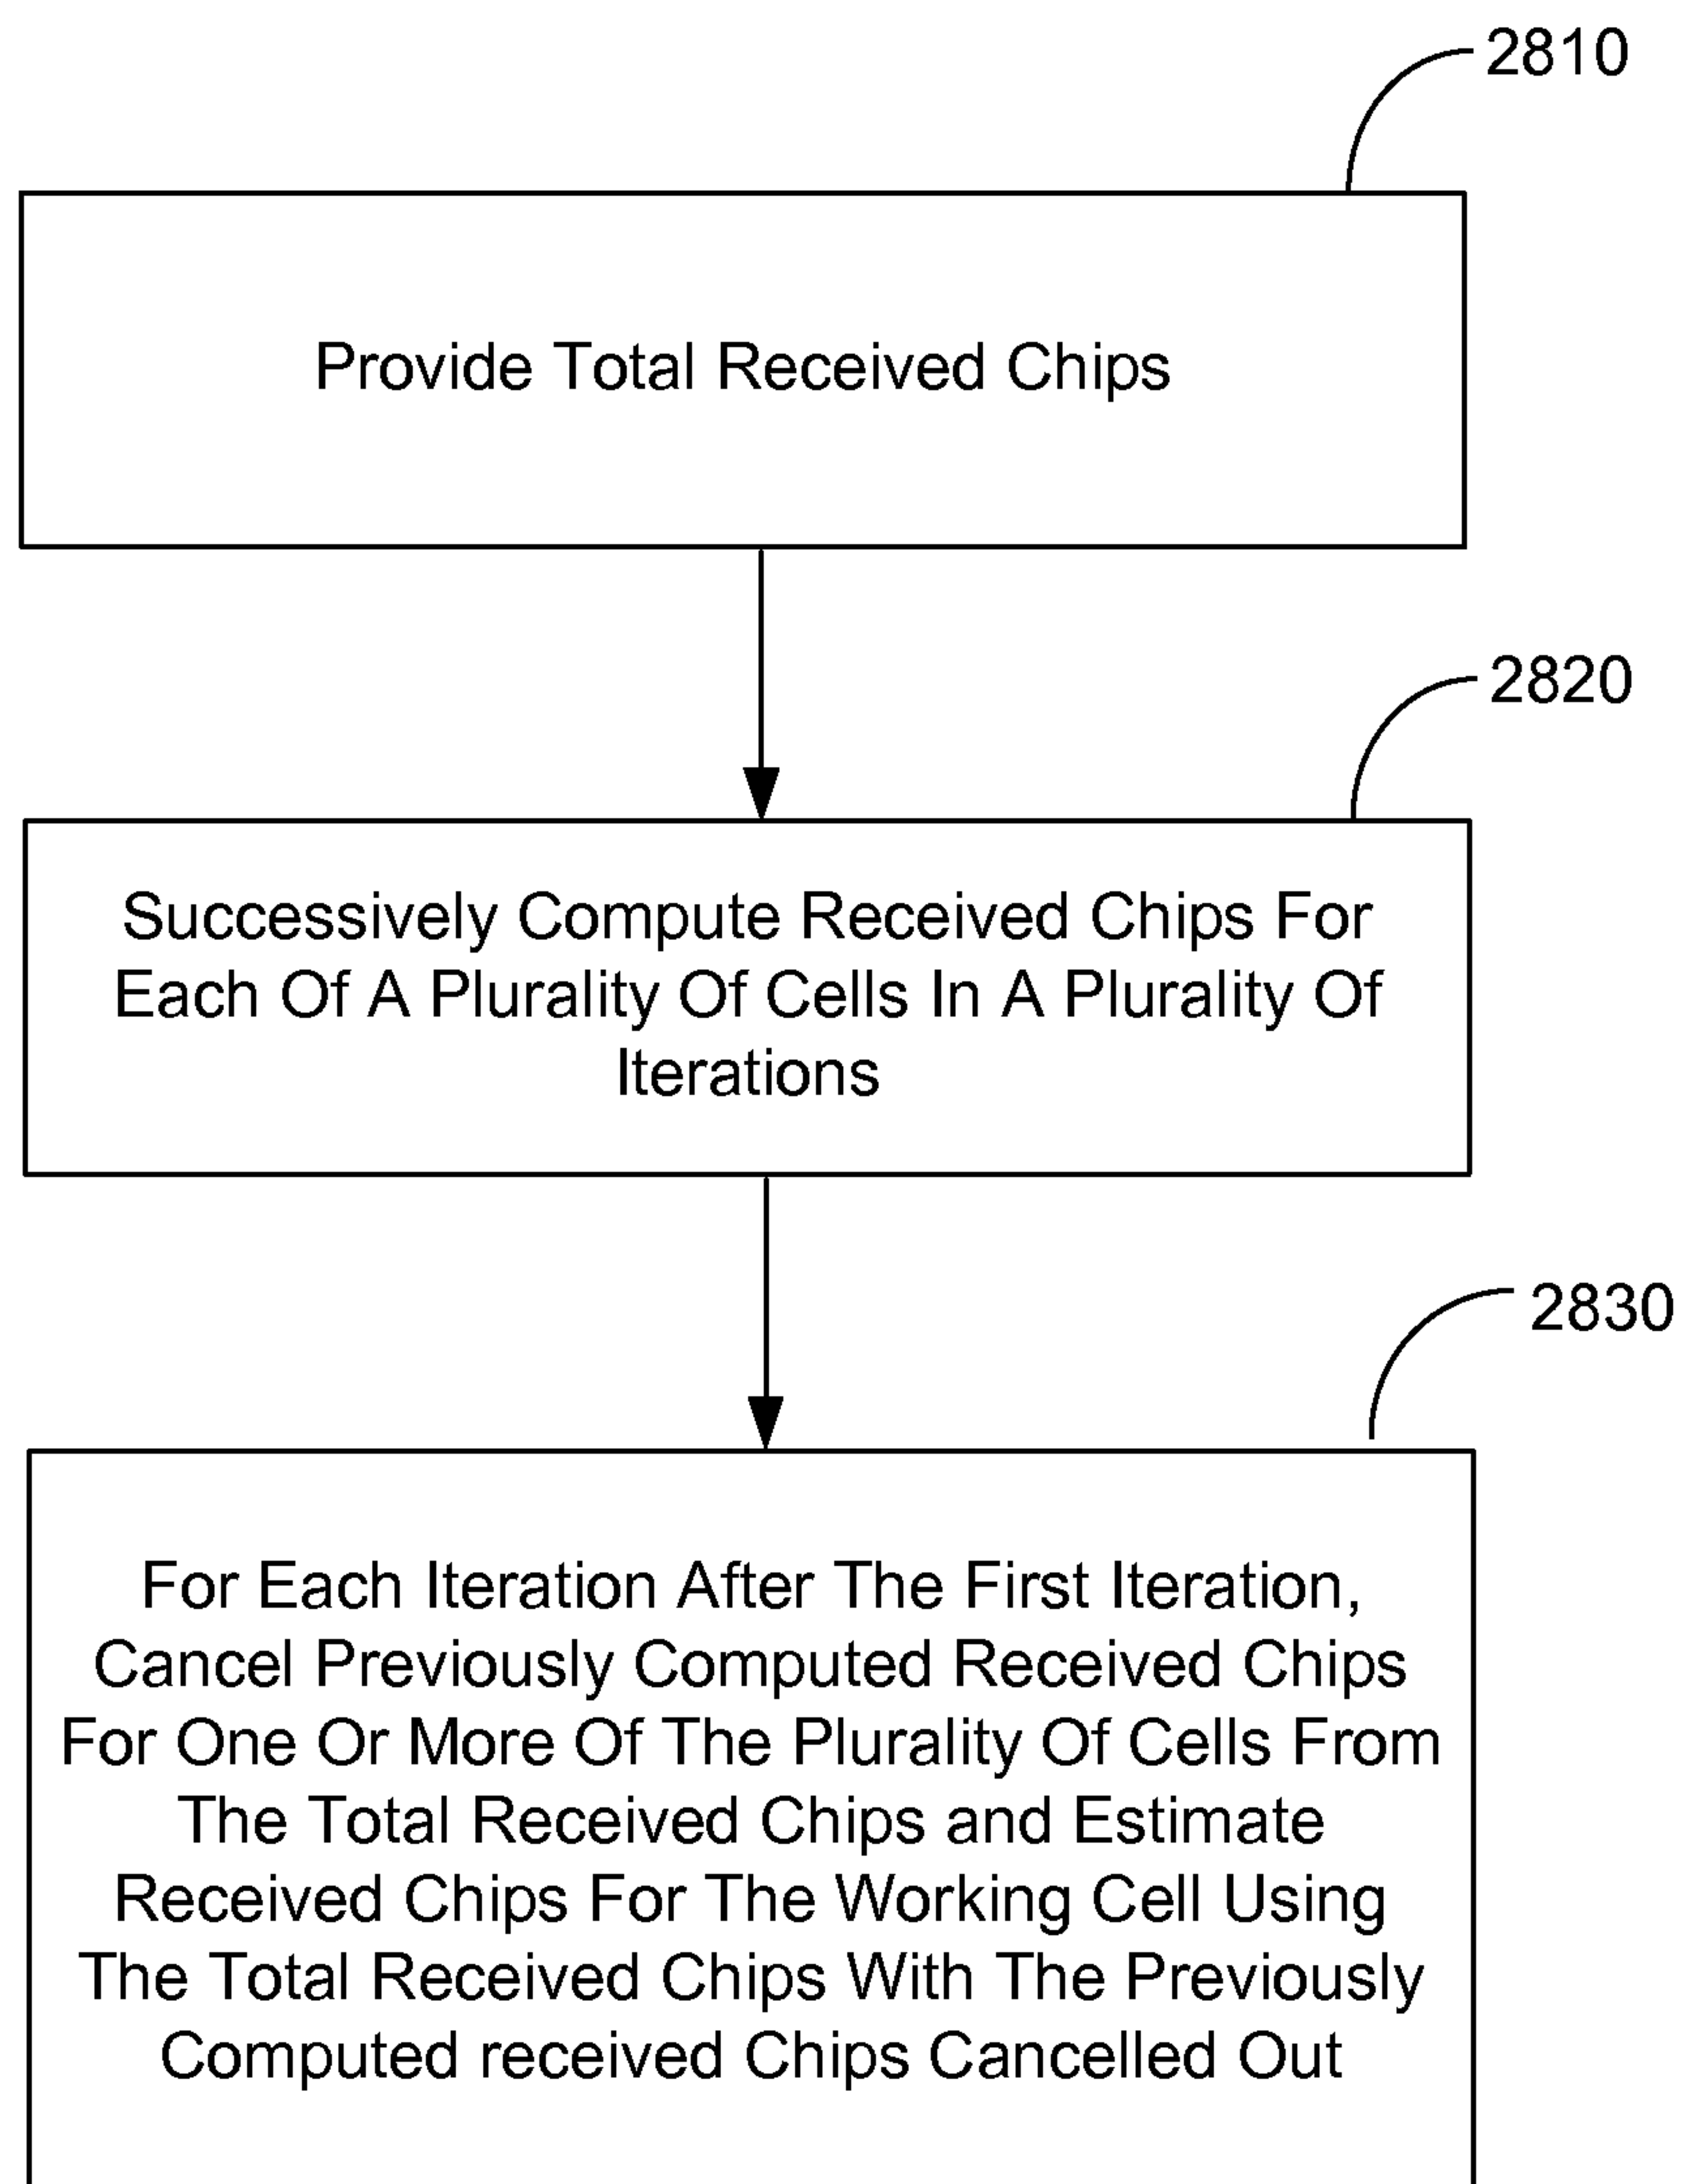 2810
Provide Total Received Chips
2820
Successively Compute Received Chips For
Each Of A Plurality Of Cells In A Plurality Of
Iterations
2830
For Each Iteration After The First Iteration,
Cancel Previously Computed Received Chips
For One Or More Of The Plurality Of Cells From
The Total Received Chips and Estimate
Received Chips For The Working Cell Using
The Total Received Chips With The Previously
Computed received Chips Cancelled Out